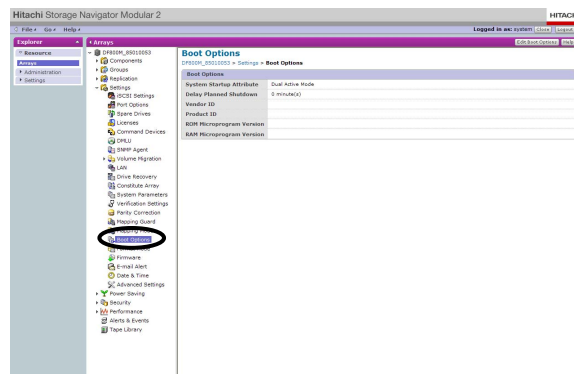 Hitachi Storage Navigator Modular 2
HITACHI
File Go Help
Logged in as: system Close Logout
Explorer
Arrays
Edit Boot Options Help
Resource
Arrays
Administration
Settings
DF800M_85010053
Components
Groups
Replication
Settings
iSCSI Settings
Port Options
Spare Drives
Licenses
Command Devices
DMLU
SNMP Agent
Volume Migration
LAN
Drive Recovery
Constitute Array
System Parameters
Verification Settings
Parity Correction
Mapping Guard
Mapping Mode
Boot Options
Firmware
E-mail Alert
Date & Time
Advanced Settings
Power Saving
Security
Performance
Alerts & Events
Tape Library
Boot Options
DF800M_85010053 > Settings > Boot Options
Boot Options
System Startup Attribute Dual Active Mode
Delay Planned Shutdown 0 minute(s)
Vendor ID
Product ID
ROM Microprogram Version
RAM Microprogram Version